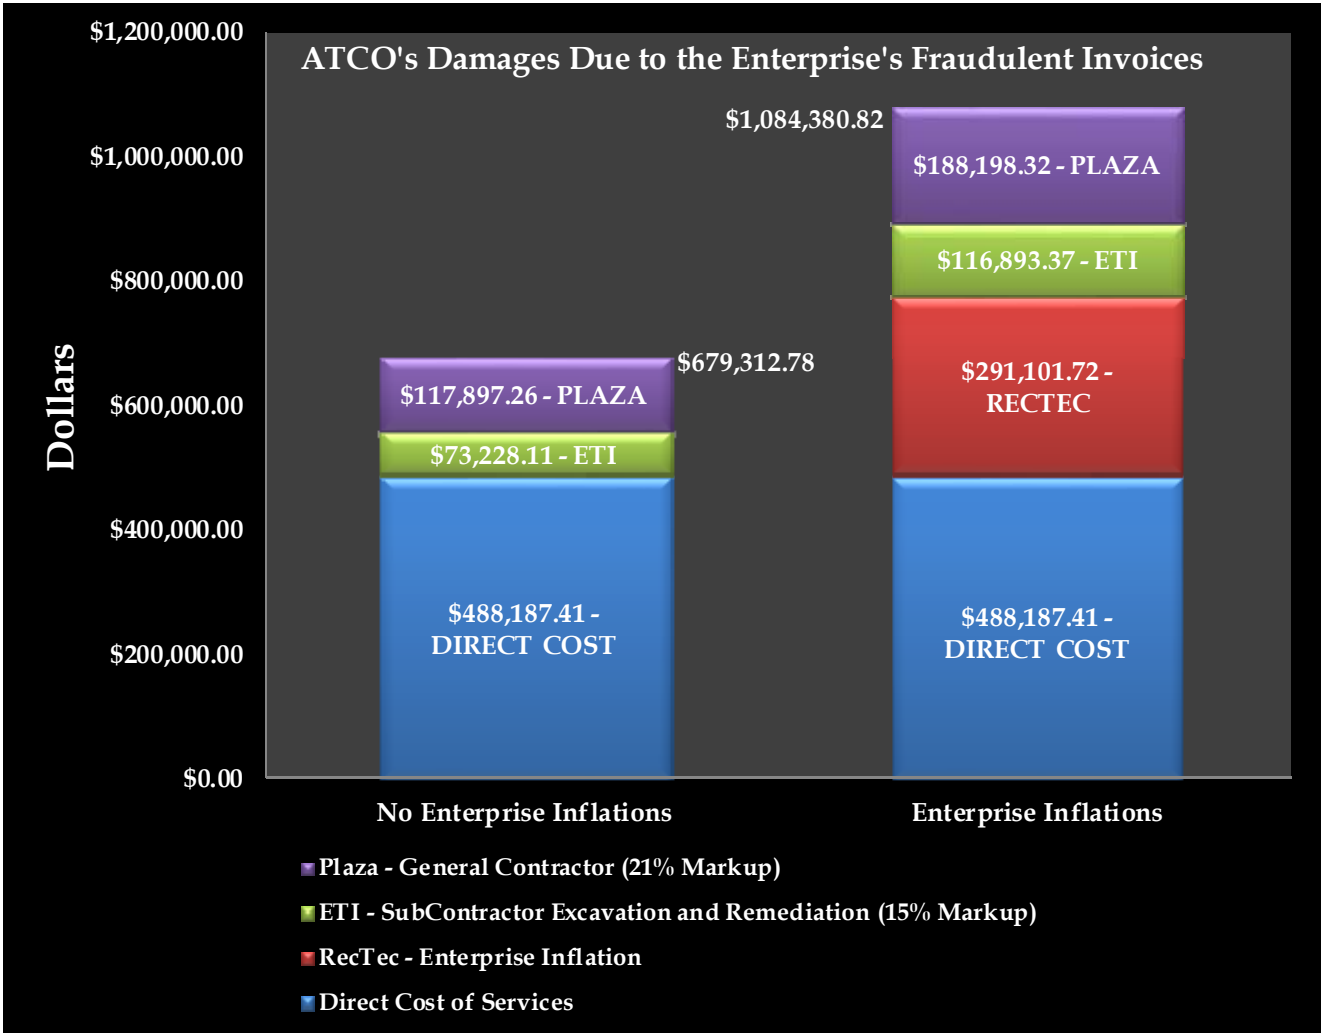 ATCO's Damages Due to the Enterprise's Fraudulent Invoices
$1,200,000.00
$1,000,000.00
$800,000.00
$600,000.00
$400,000.00
$200,000.00
$0.00
Dollars
$679,312.78
$117,897.26 - PLAZA
$73,228.11 - ETI
$488,187.41 -
DIRECT COST
$1,084,380.82
$188,198.32 - PLAZA
$116,893.37 - ETI
$291,101.72 -
RECTEC
$488,187.41 -
DIRECT COST
No Enterprise Inflations
Enterprise Inflations
Plaza - General Contractor (21% Markup)
ETI - SubContractor Excavation and Remediation (15% Markup)
RecTec - Enterprise Inflation
Direct Cost of Services